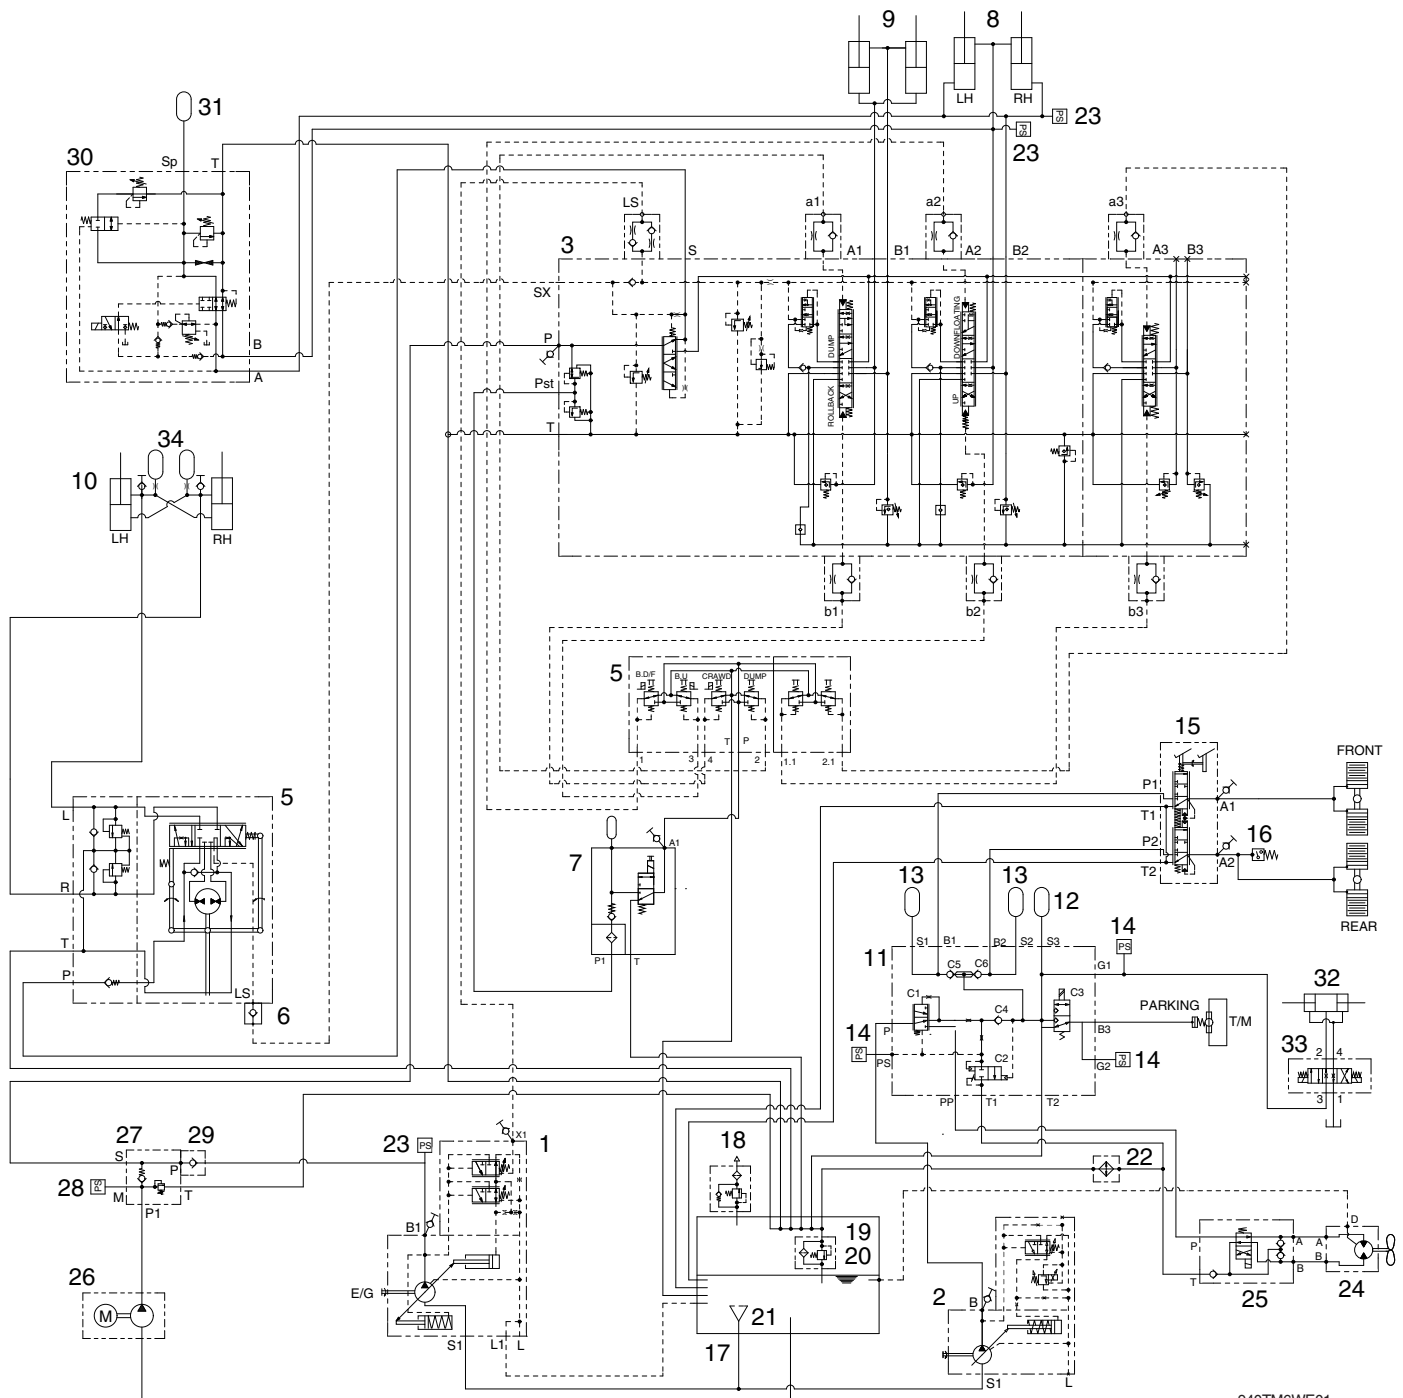 9
8
LH
RH
PS
23
PS
23
31
30
Sp
T
B
A
LS
a1
a2
a3
3
S
A1
B1
A2
B2
A3
B3
SX
P
Pst
T
DUMP
ROLLBACK
DOWNFLOATING
UP
34
10
LH
RH
b1
b2
b3
5
B.D/F
B.U
CRAWD
DUMP
T
P
1
3
4
2
1.1
2.1
15
FRONT
P1
T1
A1
16
P2
T2
A2
REAR
5
L
R
T
P
LS
6
7
A1
P1
T
13
13
12
14
PS
S1
B1
B2
S2
S3
11
G1
C5
C6
C1
C4
C3
C2
P
14
PS
PS
PP
T1
T2
B3
G2
PS
14
PARKING
T/M
32
33
2
4
3
1
27
29
S
P
28
PS
M
T
P1
23
PS
X1
1
B1
E/G
S1
L1
L
26
M
18
19
20
21
17
22
2
B
S1
L
D
P
T
A
B
A
B
25
24